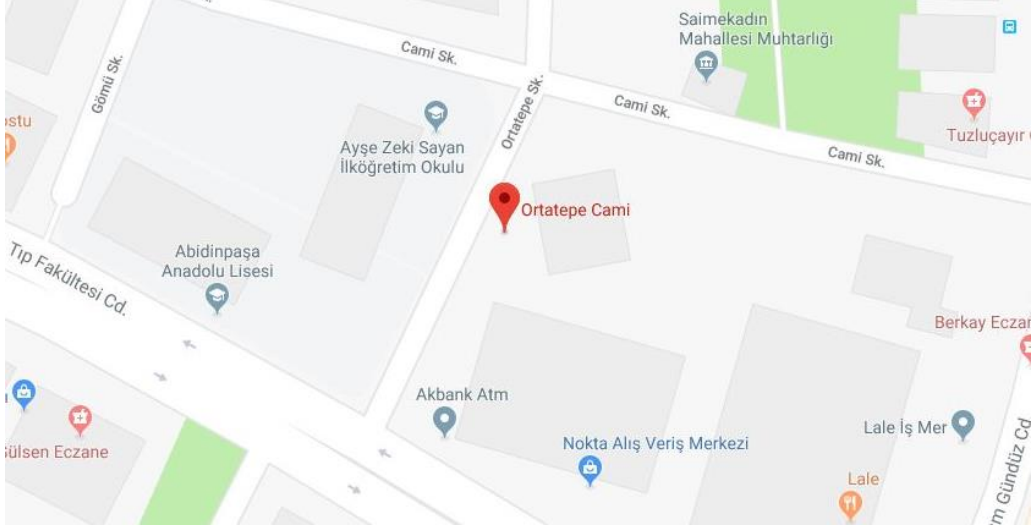 Saimekadın
Mahallesi Muhtarlığı
Cami Sk.
Gömü Sk.
Ortatepe Sk.
Cami Sk.
Tuzluçayır
Ayşe Zeki Sayan
İlköğretim Okulu
Cami Sk.
Ortatepe Cami
Abidinpaşa
Anadolu Lisesi
Tıp Fakültesi Cd.
Berkay Eczan
Akbank Atm
Lale İş Mer
Nokta Alış Veriş Merkezi
Gülsen Eczane
Lale
m Gündüz Cd